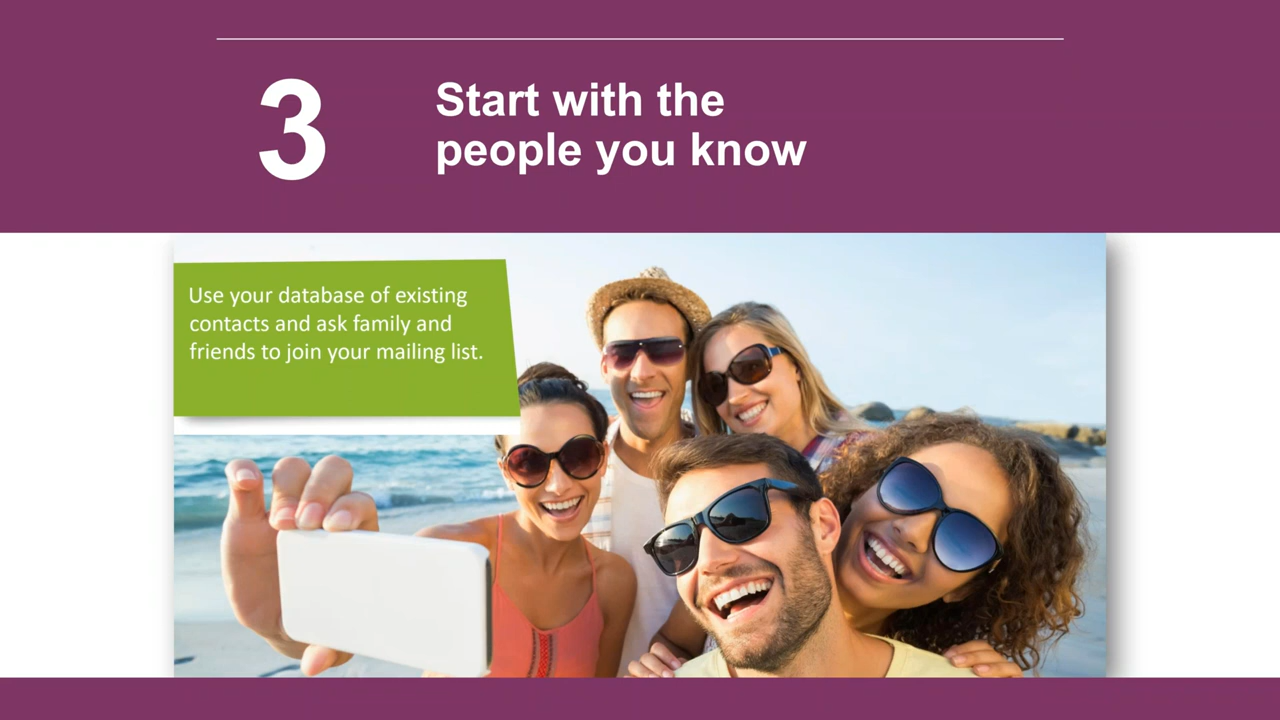 3
Start with the
people you know
Use your database of existing
contacts and ask family and
friends to join your mailing list.